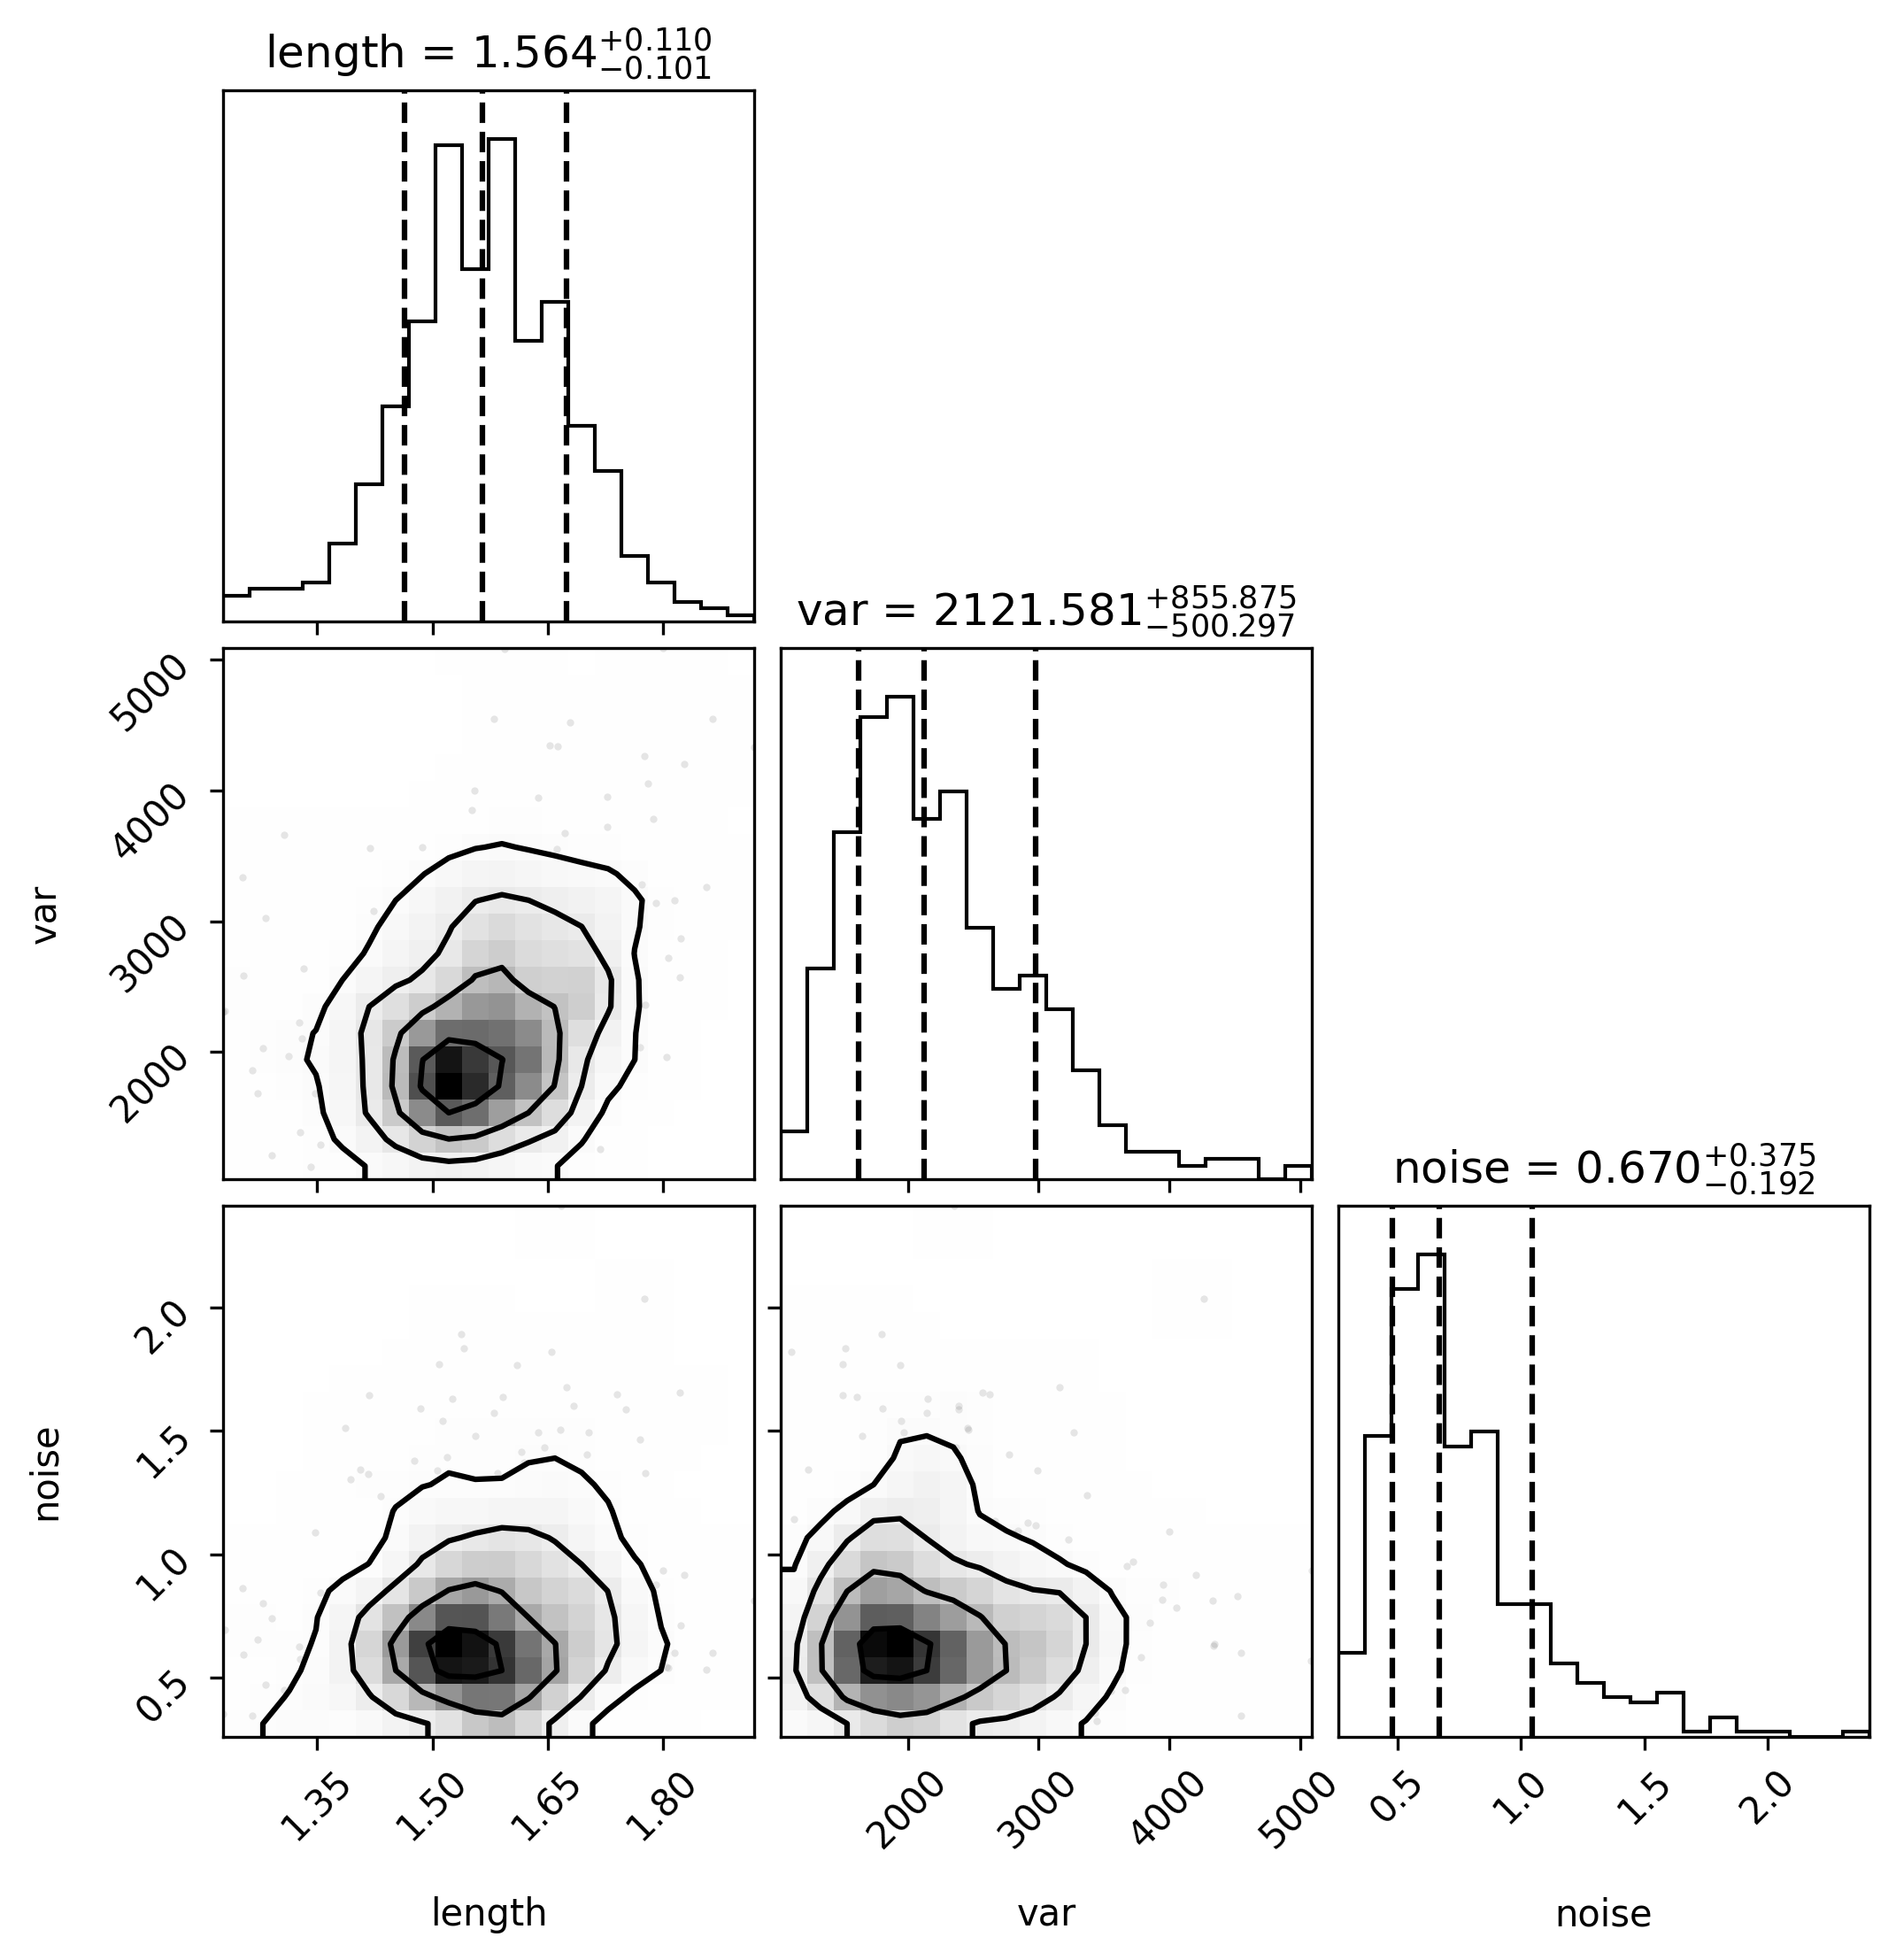 length = 1.564 +0.110 −0.101
var = 2121.581 +855.875 −500.297
5000
4000
3000
2000
var
noise = 0.670 +0.375 −0.192
2.0
1.5
1.0
0.5
noise
1.35 1.50 1.65 1.80 2000 3000 4000 5000 0.5 1.0 1.5 2.0
length var noise